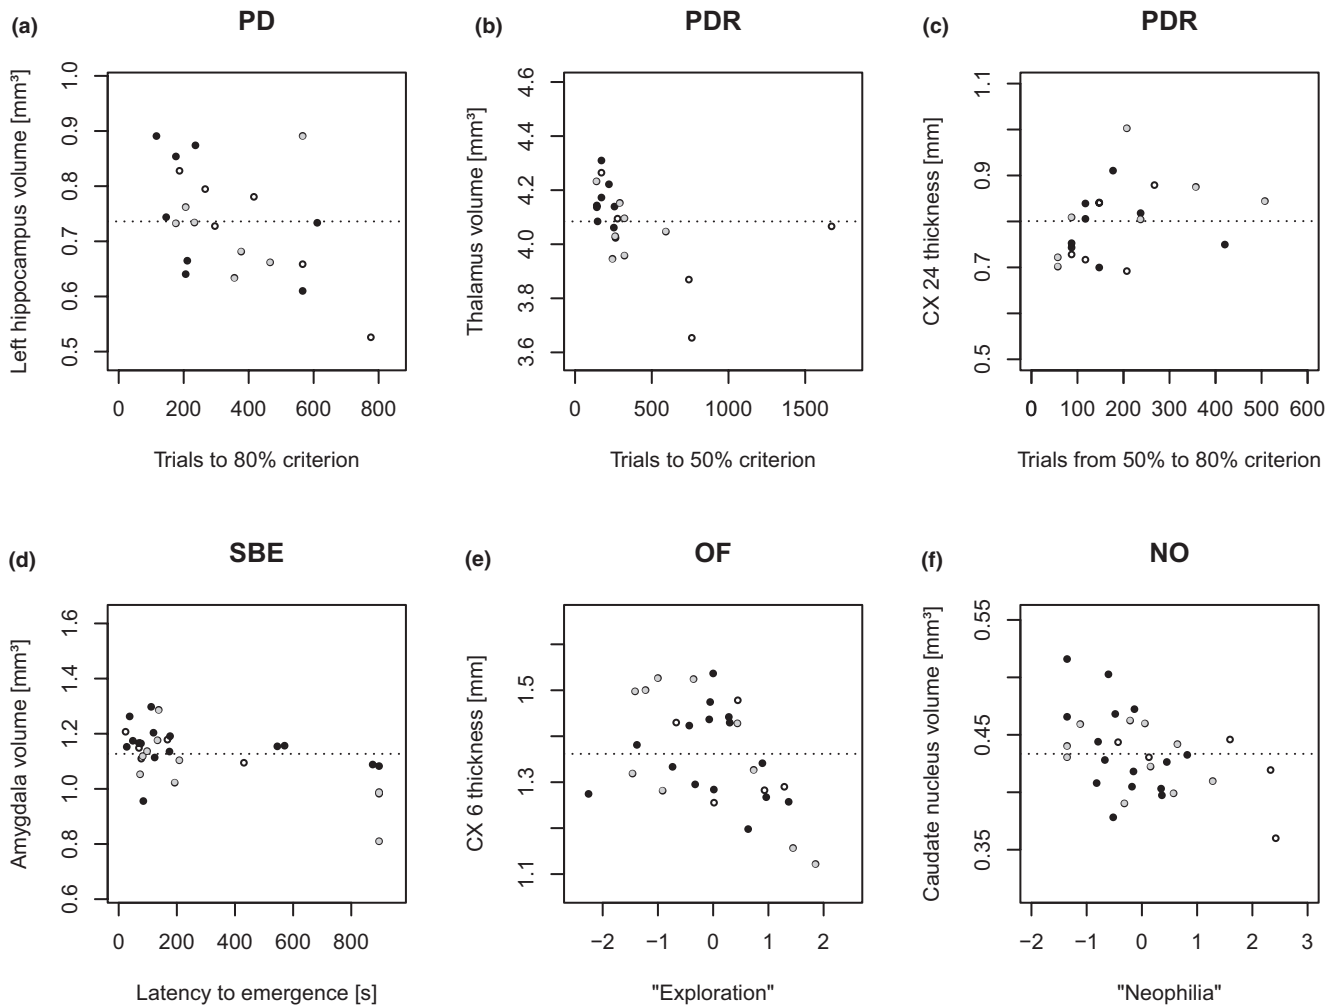 (a) PD
Left hippocampus volume [mm³]
1.0
0.9
0.8
0.7
0.6
0.5
0 200 400 600 800
Trials to 80% criterion
(b) PDR
Thalamus volume [mm³]
4.6
4.4
4.2
4.0
3.8
3.6
0 500 1000 1500
Trials to 50% criterion
(c) PDR
CX 24 thickness [mm]
1.1
0.9
0.7
0.5
0 100 200 300 400 500 600
Trials from 50% to 80% criterion
(d) SBE
Amygdala volume [mm³]
1.6
1.4
1.2
1.0
0.8
0.6
0 200 400 600 800
Latency to emergence [s]
(e) OF
CX 6 thickness [mm]
1.5
1.3
1.1
−2 −1 0 1 2
"Exploration"
(f) NO
Caudate nucleus volume [mm³]
0.55
0.45
0.35
−2 −1 0 1 2 3
"Neophilia"